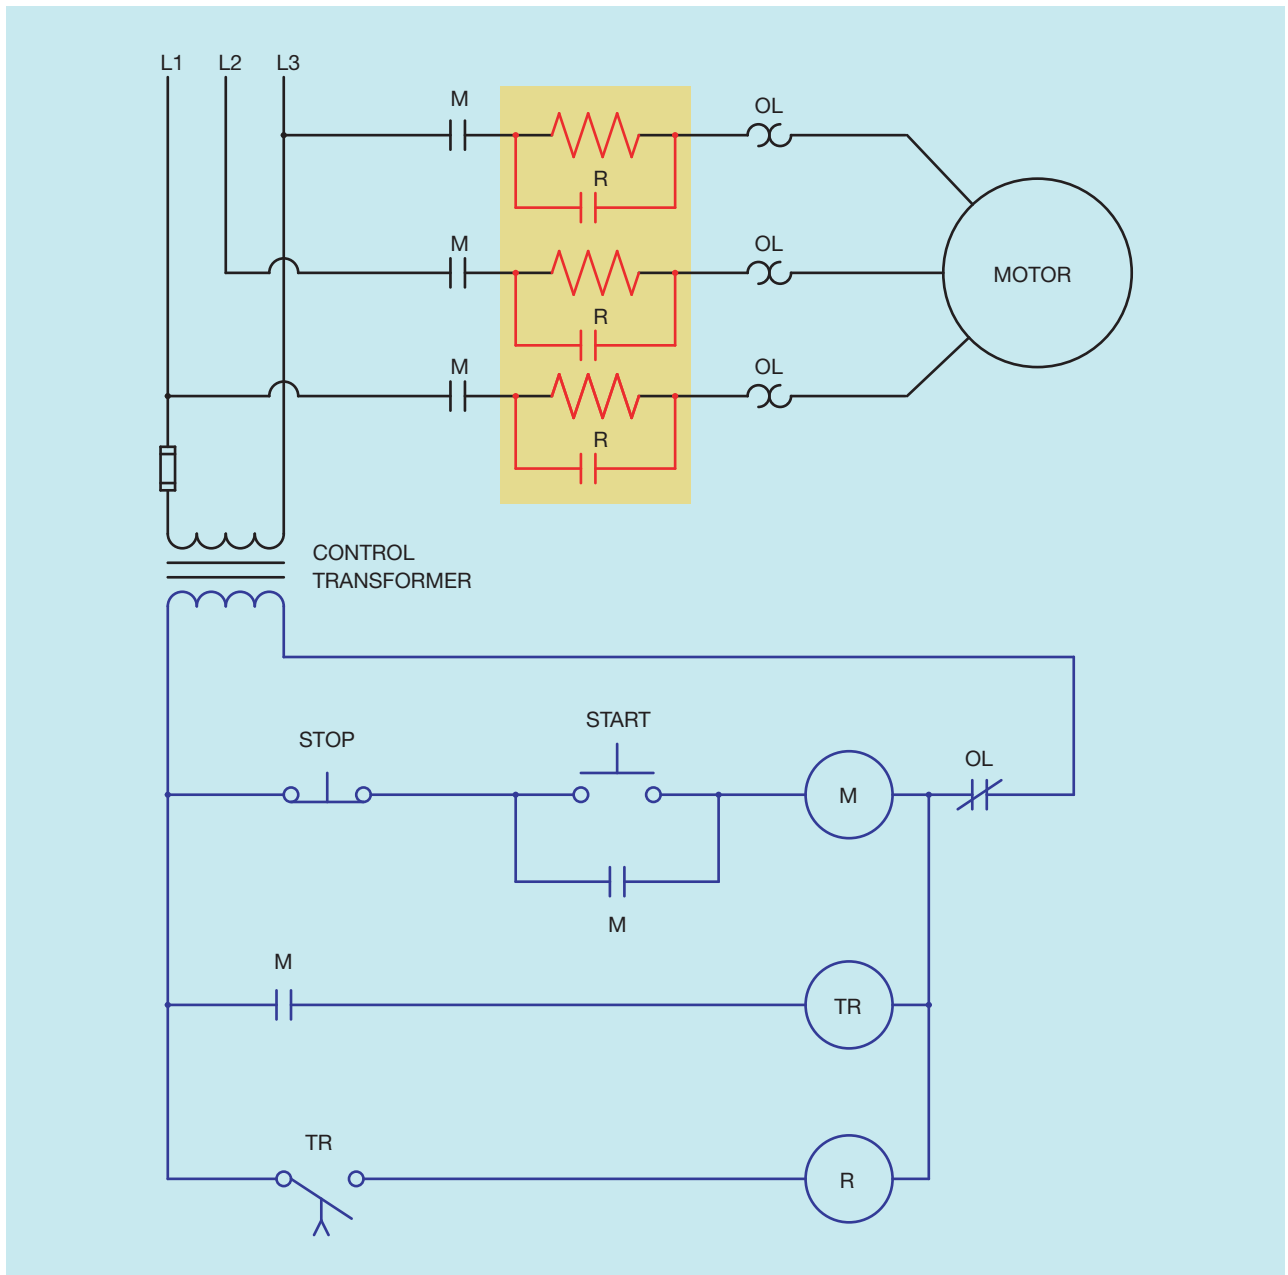 L1 L2 L3
M
OL
R
M
OL
MOTOR
R
M
OL
R
CONTROL
TRANSFORMER
START
STOP
OL
M
M
M
TR
TR
R